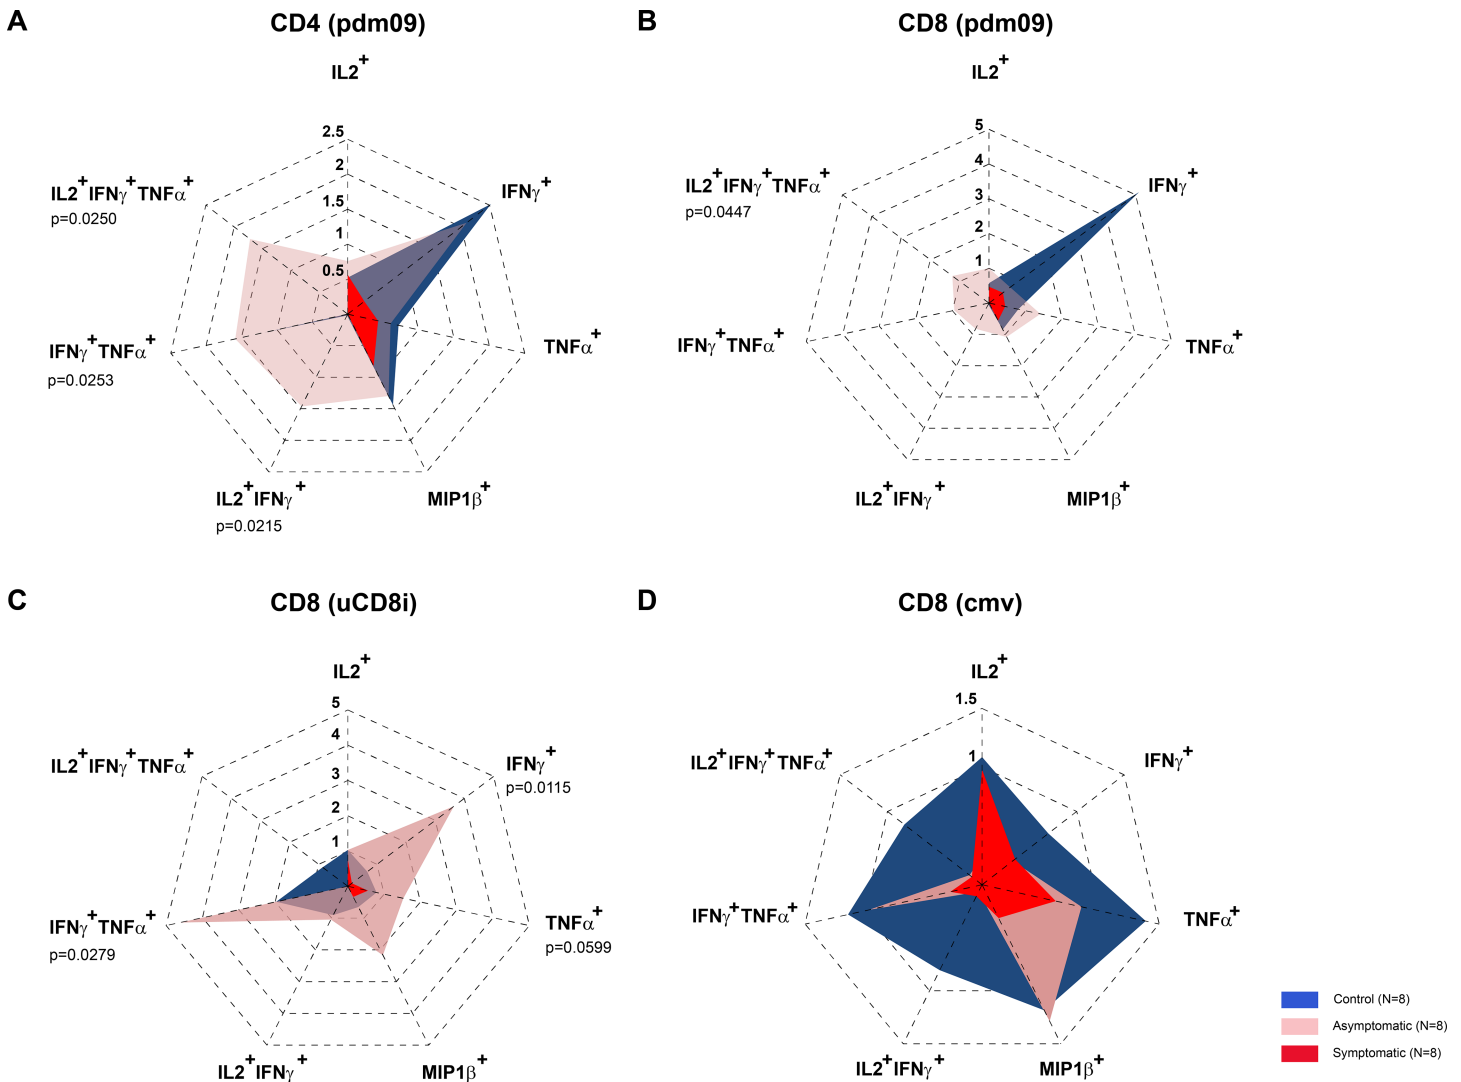 A
CD4 (pdm09)
IL2+
2.5
2
1.5
1
0.5
IFNγ+
TNFα+
MIP1β+
IL2+IFNγ+
p=0.0215
IFNγ+TNFα+
p=0.0253
IL2+IFNγ+TNFα+
p=0.0250
B
CD8 (pdm09)
IL2+
5
4
3
2
1
IFNγ+
TNFα+
MIP1β+
IL2+IFNγ+
IFNγ+TNFα+
IL2+IFNγ+TNFα+
p=0.0447
C
CD8 (uCD8i)
IL2+
5
4
3
2
1
IFNγ+
p=0.0115
TNFα+
p=0.0599
MIP1β+
IL2+IFNγ+
IFNγ+TNFα+
p=0.0279
IL2+IFNγ+TNFα+
D
CD8 (cmv)
IL2+
1.5
1
IFNγ+
TNFα+
MIP1β+
IL2+IFNγ+
IFNγ+TNFα+
IL2+IFNγ+TNFα+
Control (N=8)
Asymptomatic (N=8)
Symptomatic (N=8)